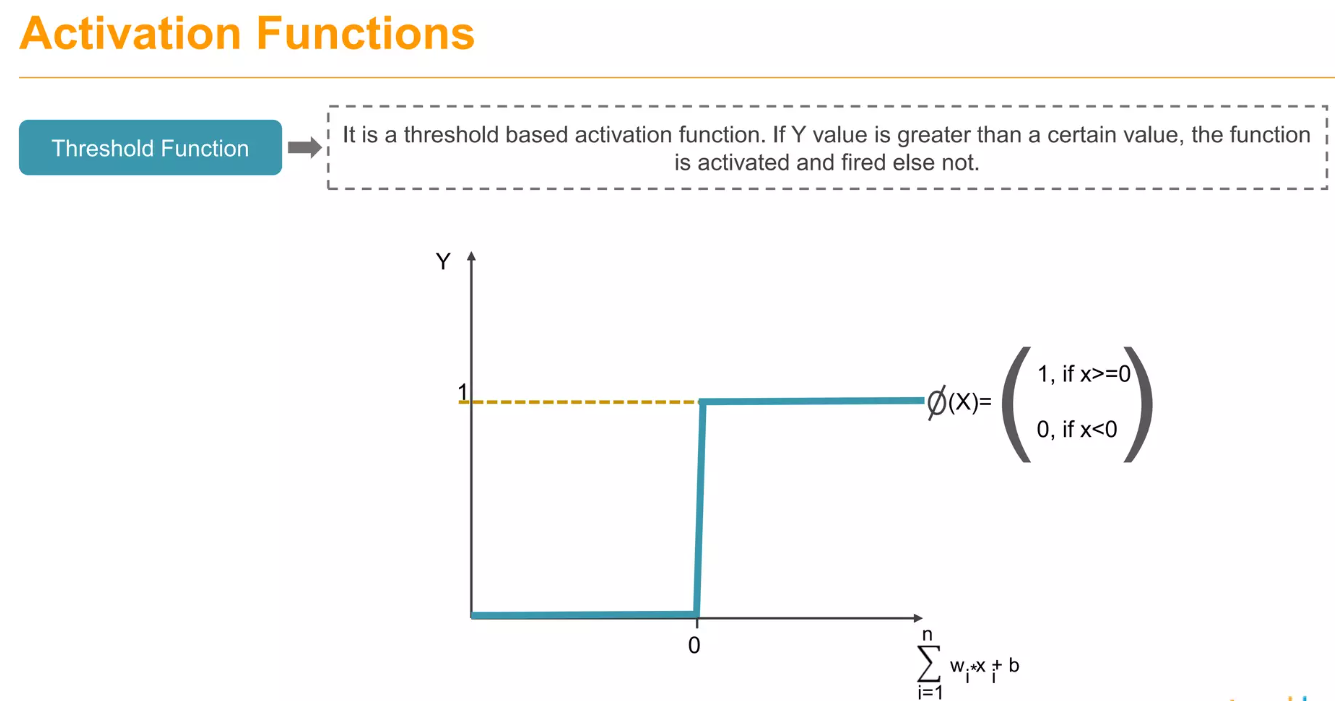 Activation Functions
Threshold Function
It is a threshold based activation function. If Y value is greater than a certain value, the function
is activated and fired else not.
Y
1
∅(X)=
1, if x>=0
0, if x<0
0
n
∑ wᵢ*xᵢ + b
i=1